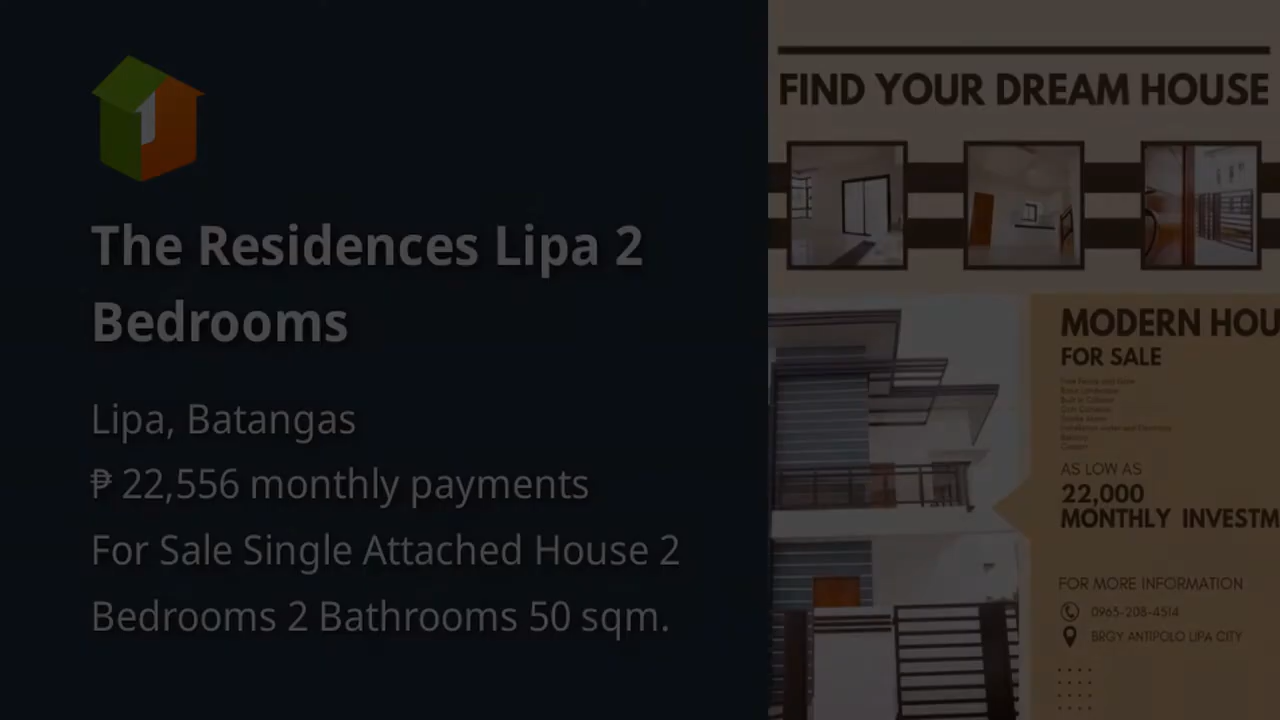 The Residences Lipa 2
Bedrooms
Lipa, Batangas
₱ 22,556 monthly payments
For Sale Single Attached House 2
Bedrooms 2 Bathrooms 50 sqm.
FIND YOUR DREAM HOUSE
MODERN HOU
FOR SALE
AS LOW AS
22,000
MONTHLY INVESTM
FOR MORE INFORMATION
0965-208-4514
BRGY ANTIPOLO LIPA CITY